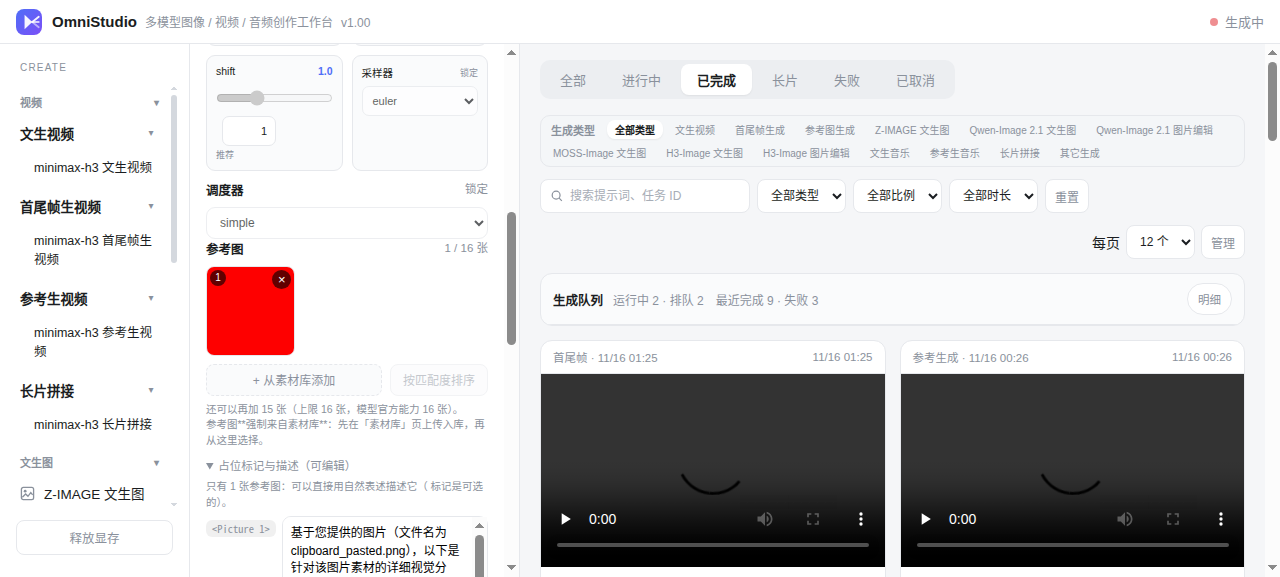 OmniStudio 多模型图像 / 视频 / 音频创作工作台 v1.00
生成中
CREATE
视频
文生视频
minimax-h3 文生视频
首尾帧生视频
minimax-h3 首尾帧生
视频
参考生视频
minimax-h3 参考生视
频
长片拼接
minimax-h3 长片拼接
文生图
Z-IMAGE 文生图
释放显存
shift 1.0
1
推荐
采样器 锁定
euler
调度器 锁定
simple
参考图 1 / 16 张
1 ×
+ 从素材库添加 按匹配度排序
还可以再加 15 张（上限 16 张，模型官方能力 16 张）。
参考图**强制来自素材库**：先在「素材库」页上传入库，再
从这里选择。
▼ 占位标记与描述（可编辑）
只有 1 张参考图：可以直接用自然表述描述它（ 标记是可选
的）。
<Picture 1>
基于您提供的图片（文件名为
clipboard_pasted.png），以下是
针对该图片素材的详细视觉分
全部 进行中 已完成 长片 失败 已取消
生成类型 全部类型 文生视频 首尾帧生成 参考图生成 Z-IMAGE 文生图 Qwen-Image 2.1 文生图 Qwen-Image 2.1 图片编辑
MOSS-Image 文生图 H3-Image 文生图 H3-Image 图片编辑 文生音乐 参考生音乐 长片拼接 其它生成
搜索提示词、任务 ID 全部类型 全部比例 全部时长 重置
每页 12 个 管理
生成队列 运行中 2 · 排队 2 最近完成 9 · 失败 3 明细
首尾帧 · 11/16 01:25 11/16 01:25
0:00
参考生成 · 11/16 00:26 11/16 00:26
0:00